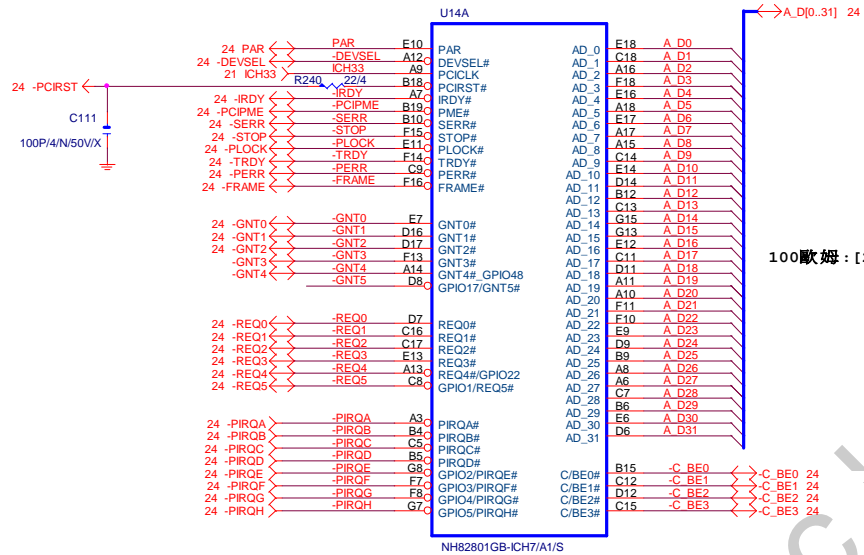 U14A
A_D[0..31] 24
24 PAR PAR E10 PAR AD_0 E18 A_D0
24 -DEVSEL -DEVSEL A12 DEVSEL# AD_1 C18 A_D1
21 ICH33 ICH33 A9 PCICLK AD_2 A16 A_D2
24 -PCIRST R240 22/4 B18 PCIRST# AD_3 F18 A_D3
24 -IRDY -IRDY A7 IRDY# AD_4 E16 A_D4
24 -PCIPME -PCIPME B19 PME# AD_5 A18 A_D5
24 -SERR -SERR B10 SERR# AD_6 E17 A_D6
24 -STOP -STOP F15 STOP# AD_7 A17 A_D7
24 -PLOCK -PLOCK E11 PLOCK# AD_8 A15 A_D8
24 -TRDY -TRDY F14 TRDY# AD_9 C14 A_D9
24 -PERR -PERR C9 PERR# AD_10 E14 A_D10
24 -FRAME -FRAME F16 FRAME# AD_11 D14 A_D11
C111
100P/4/N/50V/X
AD_12 B12 A_D12
AD_13 C13 A_D13
24 -GNT0 -GNT0 E7 GNT0# AD_14 G15 A_D14
24 -GNT1 -GNT1 D16 GNT1# AD_15 G13 A_D15
24 -GNT2 -GNT2 D17 GNT2# AD_16 E12 A_D16
-GNT3 -GNT3 F13 GNT3# AD_17 C11 A_D17
-GNT4 -GNT4 A14 GNT4#_GPIO48 AD_18 D11 A_D18
-GNT5 D8 GPIO17/GNT5# AD_19 A11 A_D19
100歐姆:[
AD_20 A10 A_D20
AD_21 F11 A_D21
24 -REQ0 -REQ0 D7 REQ0# AD_22 F10 A_D22
24 -REQ1 -REQ1 C16 REQ1# AD_23 E9 A_D23
24 -REQ2 -REQ2 C17 REQ2# AD_24 D9 A_D24
24 -REQ3 -REQ3 E13 REQ3# AD_25 B9 A_D25
24 -REQ4 -REQ4 A13 REQ4#/GPIO22 AD_26 A8 A_D26
24 -REQ5 -REQ5 C8 GPIO1/REQ5# AD_27 A6 A_D27
AD_28 C7 A_D28
AD_29 B6 A_D29
24 -PIRQA -PIRQA A3 PIRQA# AD_30 E6 A_D30
24 -PIRQB -PIRQB B4 PIRQB# AD_31 D6 A_D31
24 -PIRQC -PIRQC C5 PIRQC#
24 -PIRQD -PIRQD B5 PIRQD#
24 -PIRQE -PIRQE G8 GPIO2/PIRQE# C/BE0# B15 -C_BE0 -C_BE0 24
24 -PIRQF -PIRQF F7 GPIO3/PIRQF# C/BE1# C12 -C_BE1 -C_BE1 24
24 -PIRQG -PIRQG F8 GPIO4/PIRQG# C/BE2# D12 -C_BE2 -C_BE2 24
24 -PIRQH -PIRQH G7 GPIO5/PIRQH# C/BE3# C15 -C_BE3 -C_BE3 24
NH82801GB-ICH7/A1/S